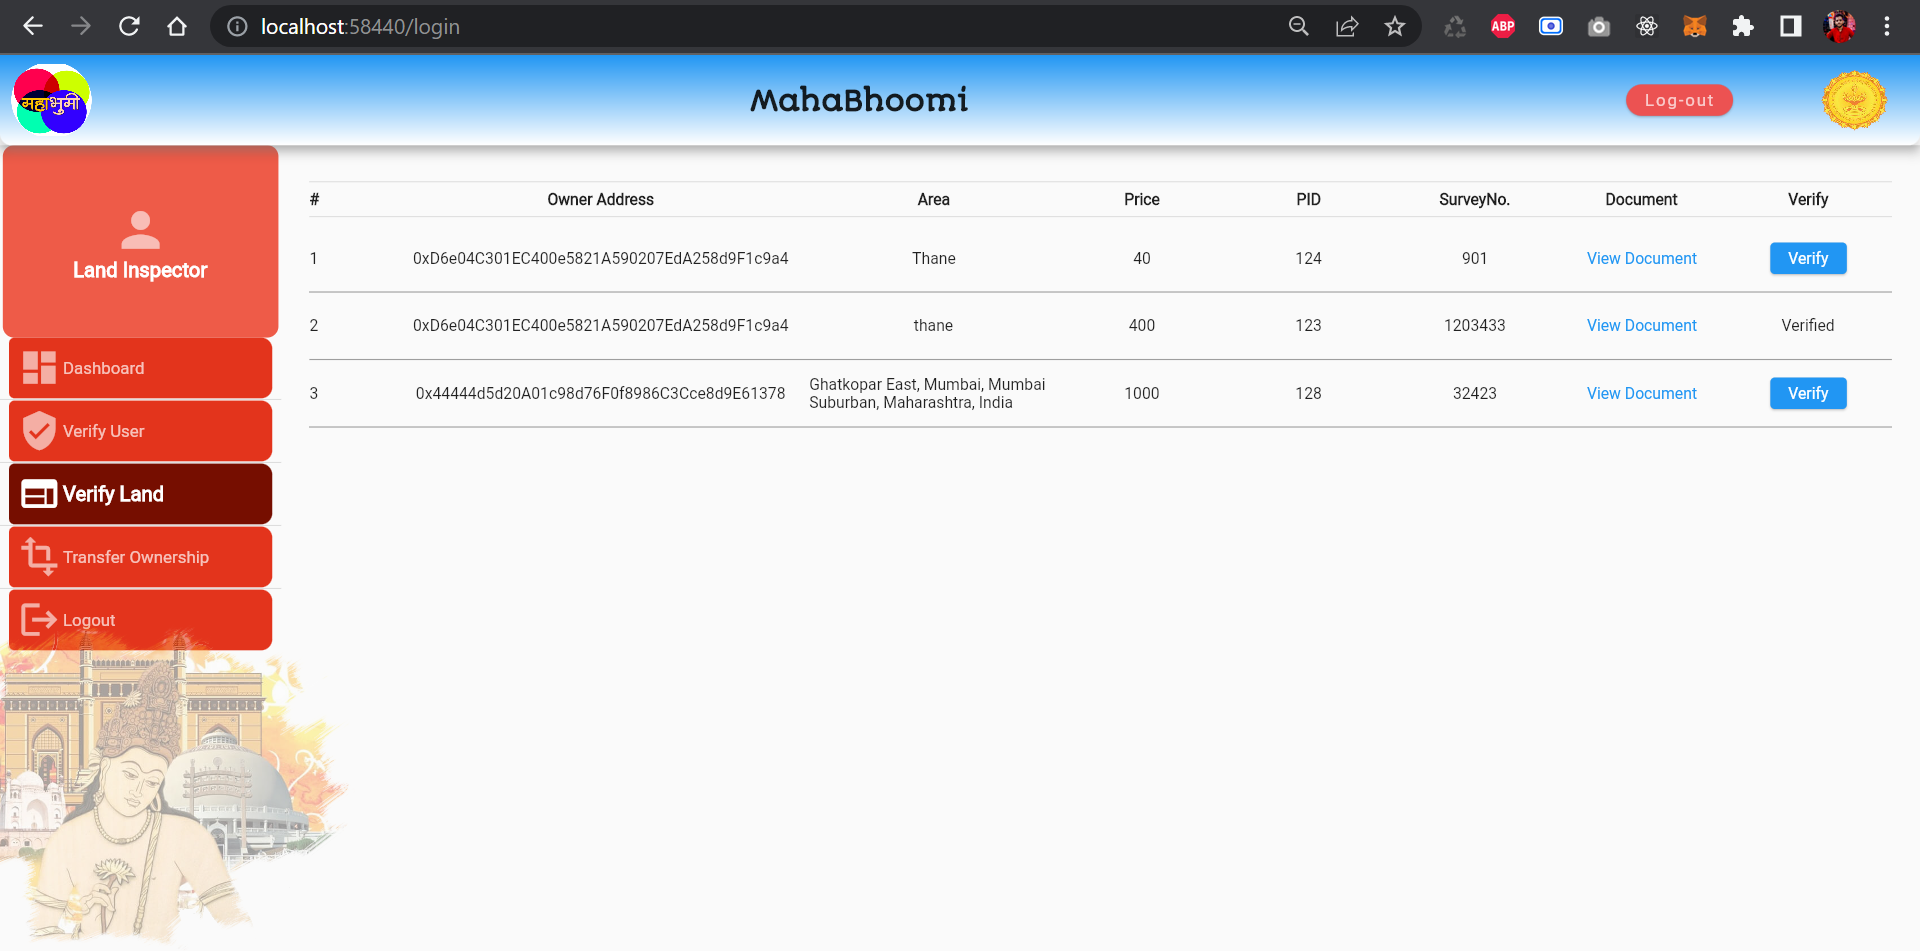 localhost:58440/login
ABP
महाभुमी
MahaBhoomi
Log-out
Land Inspector
Dashboard
Verify User
Verify Land
Transfer Ownership
Logout
# Owner Address Area Price PID SurveyNo. Document Verify
1 0xD6e04C301EC400e5821A590207EdA258d9F1c9a4 Thane 40 124 901 View Document Verify
2 0xD6e04C301EC400e5821A590207EdA258d9F1c9a4 thane 400 123 1203433 View Document Verified
3 0x44444d5d20A01c98d76F0f8986C3Cce8d9E61378 Ghatkopar East, Mumbai, Mumbai
Suburban, Maharashtra, India 1000 128 32423 View Document Verify